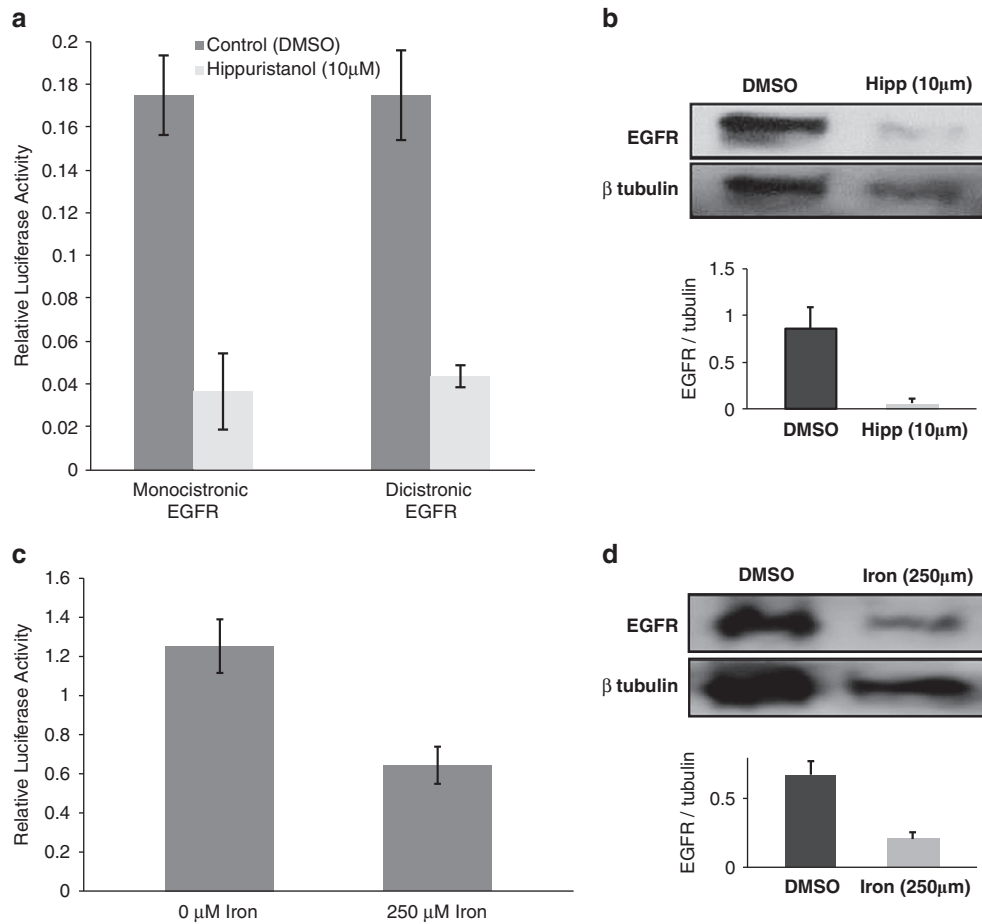 a
Control (DMSO)
Hippuristanol (10μM)
Relative Luciferase Activity
0.2
0.18
0.16
0.14
0.12
0.1
0.08
0.06
0.04
0.02
0
Monocistronic
EGFR
Dicistronic
EGFR
b
DMSO
Hipp (10μm)
EGFR
β tubulin
EGFR / tubulin
1.5
1
0.5
0
DMSO
Hipp (10μm)
c
Relative Luciferase Activity
1.6
1.4
1.2
1
0.8
0.6
0.4
0.2
0
0 μM Iron
250 μM Iron
d
DMSO
Iron (250μm)
EGFR
β tubulin
EGFR / tubulin
0.5
0
DMSO
Iron (250μm)